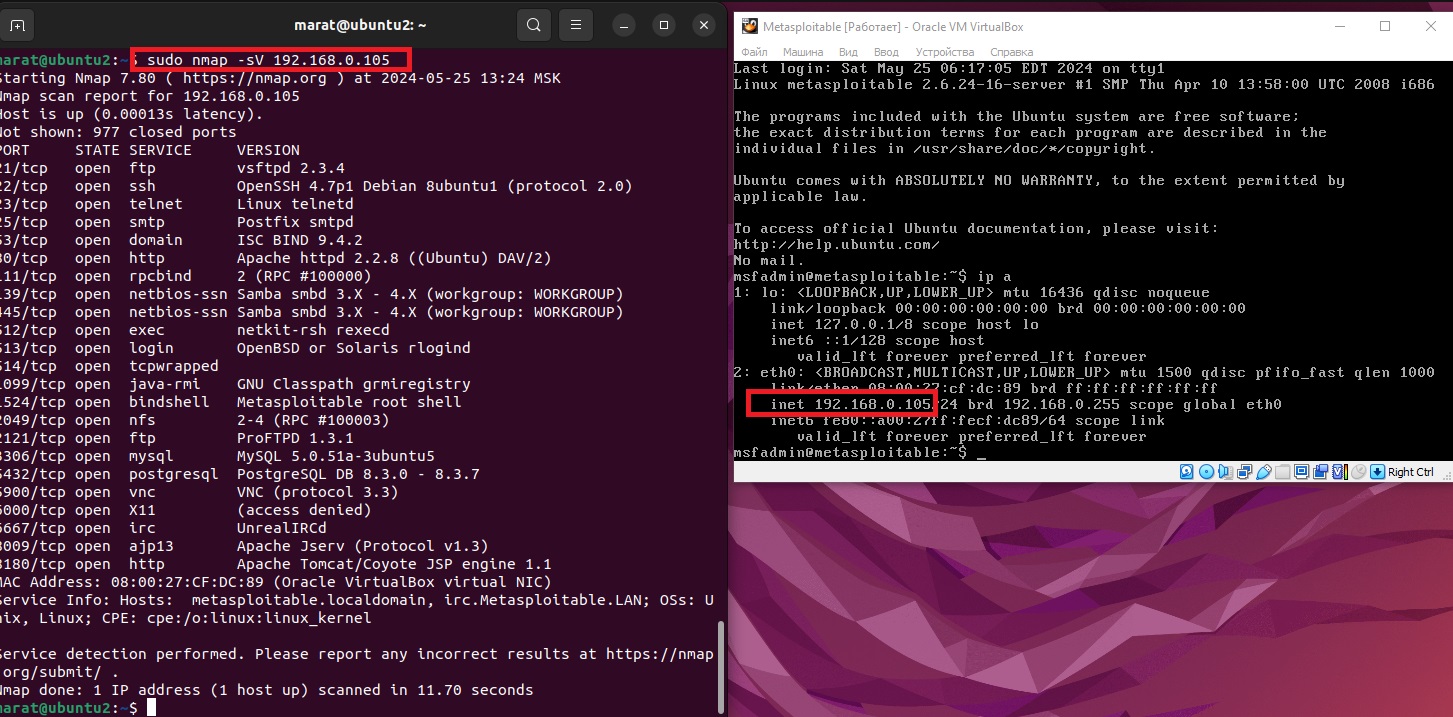 marat@ubuntu2: ~
marat@ubuntu2:~$ sudo nmap -sV 192.168.0.105
Starting Nmap 7.80 ( https://nmap.org ) at 2024-05-25 13:24 MSK
Nmap scan report for 192.168.0.105
Host is up (0.00013s latency).
Not shown: 977 closed ports
PORT     STATE SERVICE     VERSION
21/tcp   open  ftp         vsftpd 2.3.4
22/tcp   open  ssh         OpenSSH 4.7p1 Debian 8ubuntu1 (protocol 2.0)
23/tcp   open  telnet      Linux telnetd
25/tcp   open  smtp        Postfix smtpd
53/tcp   open  domain      ISC BIND 9.4.2
80/tcp   open  http        Apache httpd 2.2.8 ((Ubuntu) DAV/2)
111/tcp  open  rpcbind     2 (RPC #100000)
139/tcp  open  netbios-ssn Samba smbd 3.X - 4.X (workgroup: WORKGROUP)
445/tcp  open  netbios-ssn Samba smbd 3.X - 4.X (workgroup: WORKGROUP)
512/tcp  open  exec        netkit-rsh rexecd
513/tcp  open  login       OpenBSD or Solaris rlogind
514/tcp  open  tcpwrapped
1099/tcp open  java-rmi    GNU Classpath grmiregistry
1524/tcp open  bindshell   Metasploitable root shell
2049/tcp open  nfs         2-4 (RPC #100003)
2121/tcp open  ftp         ProFTPD 1.3.1
3306/tcp open  mysql       MySQL 5.0.51a-3ubuntu5
5432/tcp open  postgresql  PostgreSQL DB 8.3.0 - 8.3.7
5900/tcp open  vnc         VNC (protocol 3.3)
6000/tcp open  X11         (access denied)
6667/tcp open  irc         UnrealIRCd
8009/tcp open  ajp13       Apache Jserv (Protocol v1.3)
8180/tcp open  http        Apache Tomcat/Coyote JSP engine 1.1
MAC Address: 08:00:27:CF:DC:89 (Oracle VirtualBox virtual NIC)
Service Info: Hosts:  metasploitable.localdomain, irc.Metasploitable.LAN; OSs: U
nix, Linux; CPE: cpe:/o:linux:linux_kernel
Service detection performed. Please report any incorrect results at https://nmap
.org/submit/ .
Nmap done: 1 IP address (1 host up) scanned in 11.70 seconds
marat@ubuntu2:~$
Metasploitable [Работает] - Oracle VM VirtualBox
Файл Машина Вид Ввод Устройства Справка
Last login: Sat May 25 06:17:05 EDT 2024 on tty1
Linux metasploitable 2.6.24-16-server #1 SMP Thu Apr 10 13:58:00 UTC 2008 i686
The programs included with the Ubuntu system are free software;
the exact distribution terms for each program are described in the
individual files in /usr/share/doc/*/copyright.
Ubuntu comes with ABSOLUTELY NO WARRANTY, to the extent permitted by
applicable law.
To access official Ubuntu documentation, please visit:
http://help.ubuntu.com/
No mail.
msfadmin@metasploitable:~$ ip a
1: lo: <LOOPBACK,UP,LOWER_UP> mtu 16436 qdisc noqueue
    link/loopback 00:00:00:00:00:00 brd 00:00:00:00:00:00
    inet 127.0.0.1/8 scope host lo
    inet6 ::1/128 scope host
       valid_lft forever preferred_lft forever
2: eth0: <BROADCAST,MULTICAST,UP,LOWER_UP> mtu 1500 qdisc pfifo_fast qlen 1000
    link/ether 08:00:27:cf:dc:89 brd ff:ff:ff:ff:ff:ff
    inet 192.168.0.105/24 brd 192.168.0.255 scope global eth0
    inet6 fe80::a00:27ff:fecf:dc89/64 scope link
       valid_lft forever preferred_lft forever
msfadmin@metasploitable:~$ _
Right Ctrl